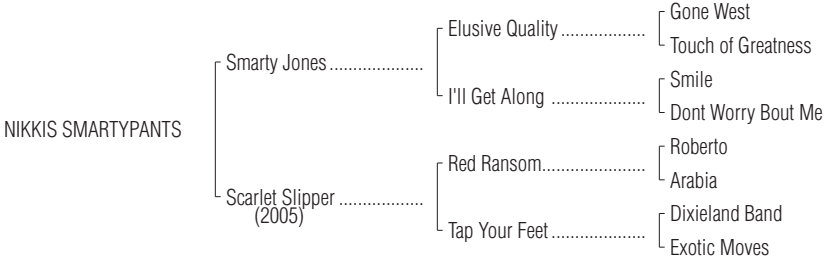 Gone West
Elusive Quality ...................
Touch of Greatness
Smarty Jones ....................
Smile
I'll Get Along ...................
Dont Worry Bout Me
NIKKIS SMARTYPANTS
Roberto
Red Ransom......................
Arabia
Scarlet Slipper ..................
(2005)
Dixieland Band
Tap Your Feet ...................
Exotic Moves